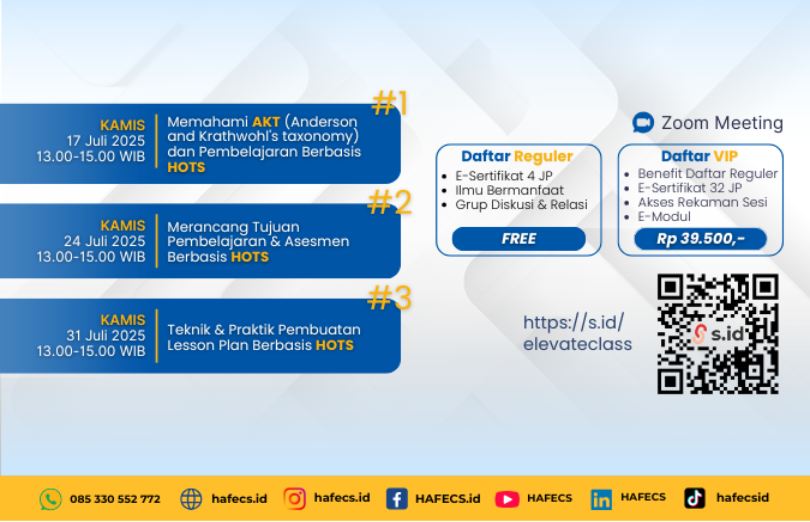 #1
KAMIS
17 Juli 2025
13.00-15.00 WIB
Memahami AKT (Anderson
and Krathwohl's taxonomy)
dan Pembelajaran Berbasis
HOTS
#2
KAMIS
24 Juli 2025
13.00-15.00 WIB
Merancang Tujuan
Pembelajaran & Asesmen
Berbasis HOTS
#3
KAMIS
31 Juli 2025
13.00-15.00 WIB
Teknik & Praktik Pembuatan
Lesson Plan Berbasis HOTS
Zoom Meeting
Daftar Reguler
• E-Sertifikat 4 JP
• Ilmu Bermanfaat
• Grup Diskusi & Relasi
FREE
Daftar VIP
• Benefit Daftar Reguler
• E-Sertifikat 32 JP
• Akses Rekaman Sesi
• E-Modul
Rp 39.500,-
https://s.id/
elevateclass
s.id
085 330 552 772
hafecs.id
hafecs.id
HAFECS.id
HAFECS
HAFECS
hafecsid